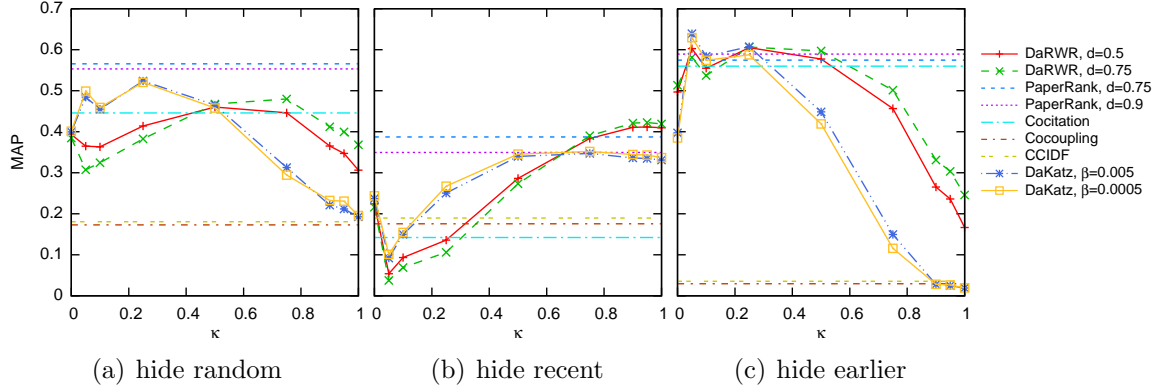 0.7
0.6
0.5
0.4
0.3
0.2
0.1
0
MAP
0 0.2 0.4 0.6 0.8 1
κ
(a) hide random
0 0.2 0.4 0.6 0.8 1
κ
(b) hide recent
0 0.2 0.4 0.6 0.8 1
κ
(c) hide earlier
DaRWR, d=0.5
DaRWR, d=0.75
PaperRank, d=0.75
PaperRank, d=0.9
Cocitation
Cocoupling
CCIDF
DaKatz, β=0.005
DaKatz, β=0.0005